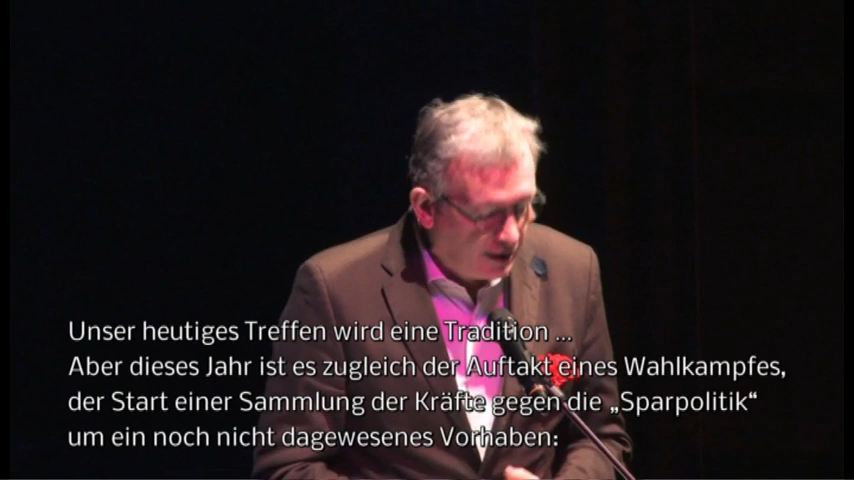 Unser heutiges Treffen wird eine Tradition ...
Aber dieses Jahr ist es zugleich der Auftakt eines Wahlkampfes,
der Start einer Sammlung der Kräfte gegen die „Sparpolitik“
um ein noch nicht dagewesenes Vorhaben: